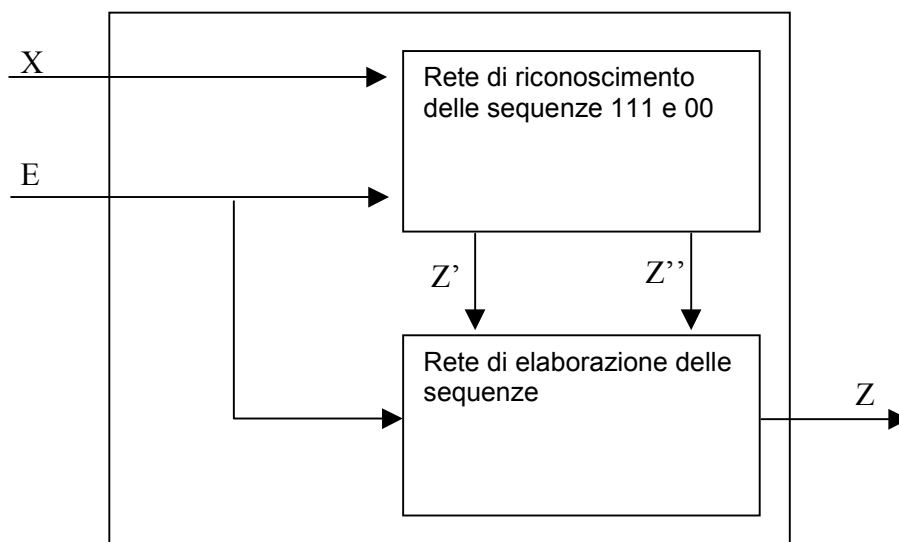 X
Rete di riconoscimento
delle sequenze 111 e 00
E
Z' Z’’
Rete di elaborazione delle
sequenze
Z